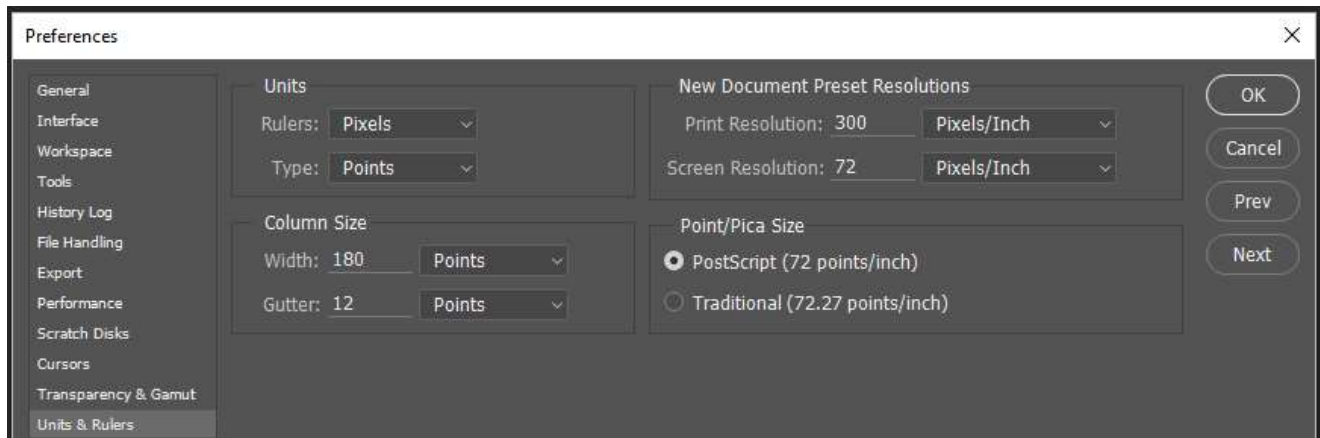 Preferences
General
Interface
Workspace
Tools
History Log
File Handling
Export
Performance
Scratch Disks
Cursors
Transparency & Gamut
Units & Rulers
Units
Rulers: Pixels
Type: Points
Column Size
Width: 180 Points
Gutter: 12 Points
New Document Preset Resolutions
Print Resolution: 300 Pixels/Inch
Screen Resolution: 72 Pixels/Inch
Point/Pica Size
PostScript (72 points/inch)
Traditional (72.27 points/inch)
OK
Cancel
Prev
Next